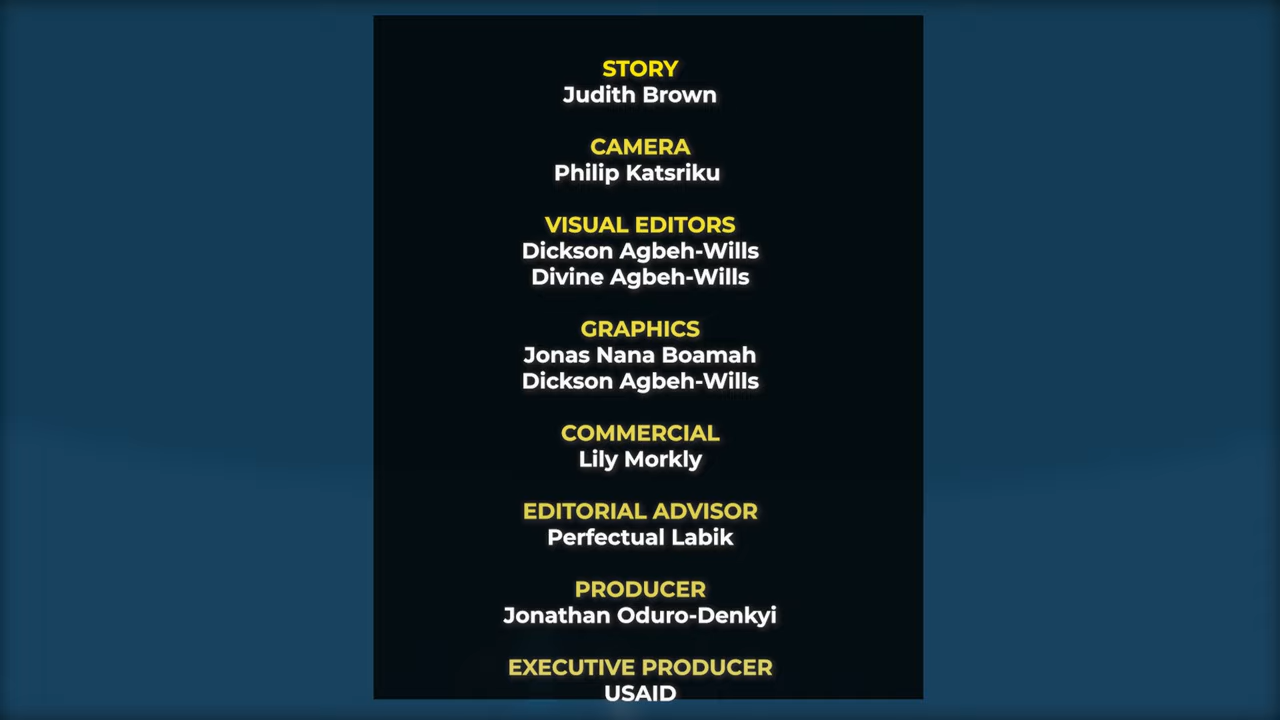 STORY
Judith Brown
CAMERA
Philip Katsriku
VISUAL EDITORS
Dickson Agbeh-Wills
Divine Agbeh-Wills
GRAPHICS
Jonas Nana Boamah
Dickson Agbeh-Wills
COMMERCIAL
Lily Morkly
EDITORIAL ADVISOR
Perfectual Labik
PRODUCER
Jonathan Oduro-Denkyi
EXECUTIVE PRODUCER
USAID